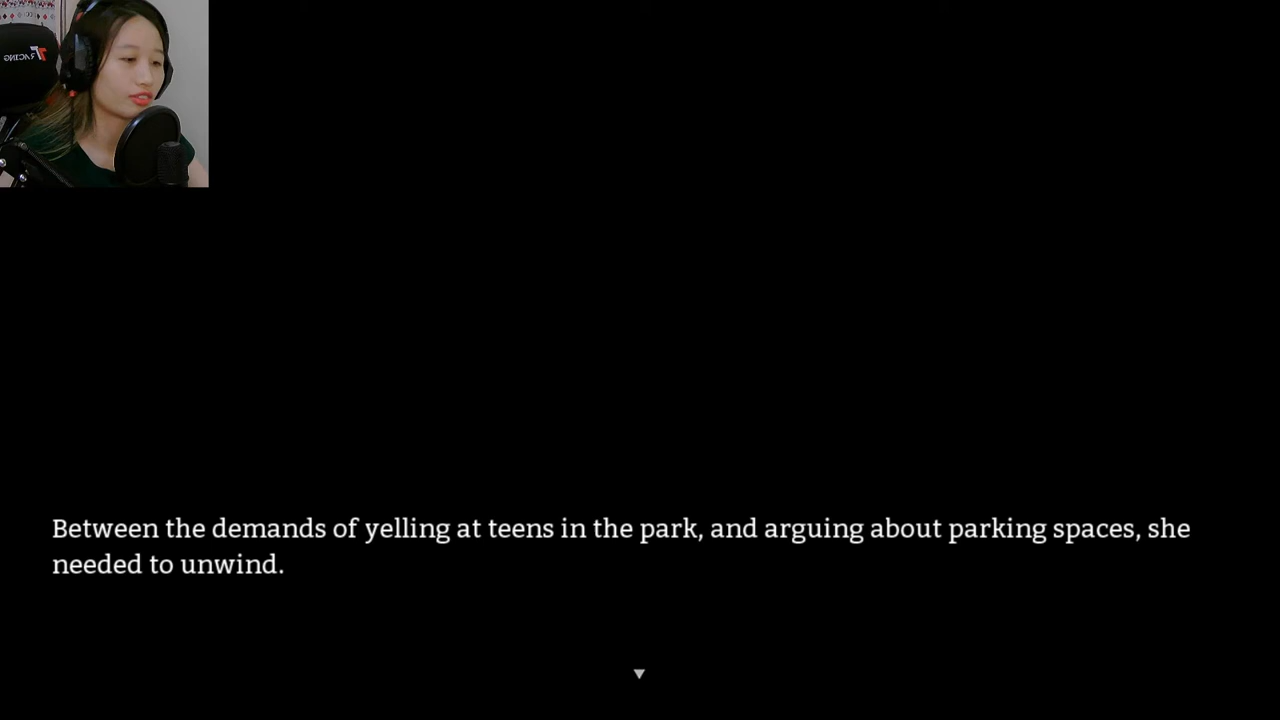 Between the demands of yelling at teens in the park, and arguing about parking spaces, she
needed to unwind.